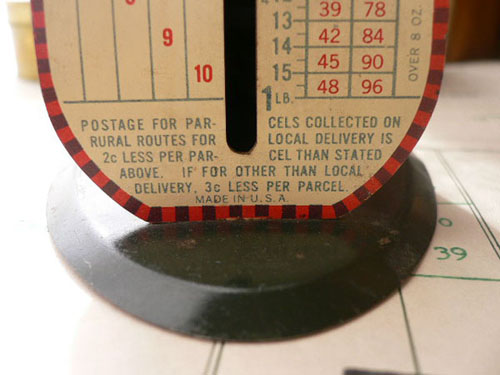 13 39 78
14 42 84
9 45 90
10 15 48 96
1 LB.
OVER 8 OZ.
POSTAGE FOR PAR- CELS COLLECTED ON
RURAL ROUTES FOR LOCAL DELIVERY IS
2c LESS PER PAR- CEL THAN STATED
ABOVE. IF FOR OTHER THAN LOCAL
DELIVERY, 3c LESS PER PARCEL.
MADE IN U.S.A.
39